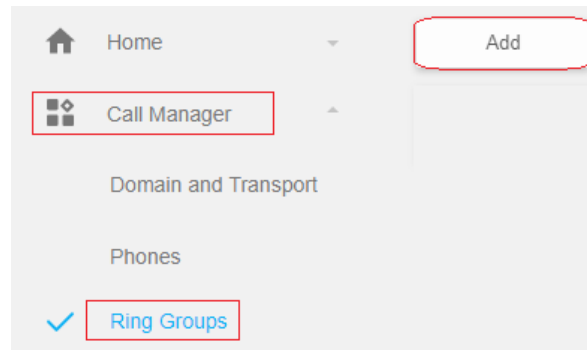 Home
Add
Call Manager
Domain and Transport
Phones
Ring Groups